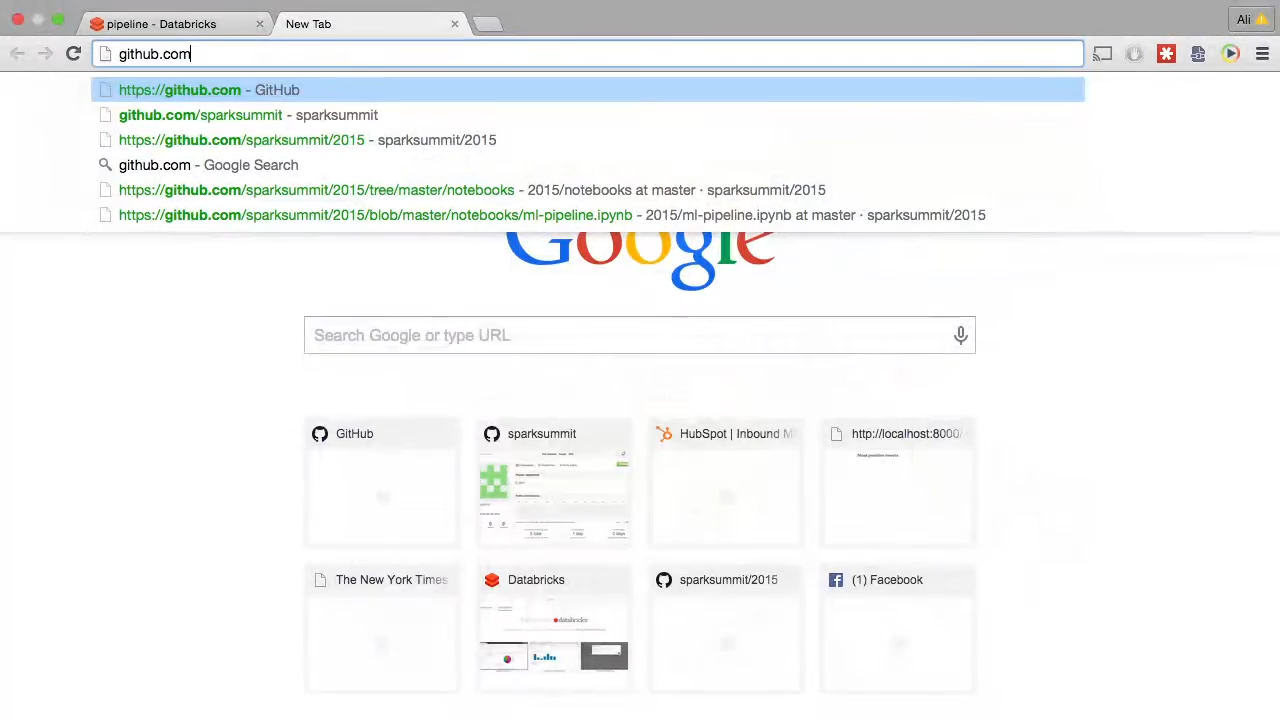 pipeline - Databricks
New Tab
Ali
github.com
https://github.com - GitHub
github.com/sparksummit - sparksummit
https://github.com/sparksummit/2015 - sparksummit/2015
github.com - Google Search
https://github.com/sparksummit/2015/tree/master/notebooks - 2015/notebooks at master · sparksummit/2015
https://github.com/sparksummit/2015/blob/master/notebooks/ml-pipeline.ipynb - 2015/ml-pipeline.ipynb at master · sparksummit/2015
Google
Search Google or type URL
GitHub
sparksummit
HubSpot | Inbound M
http://localhost:8000/
The New York Times
Databricks
sparksummit/2015
(1) Facebook
databricks